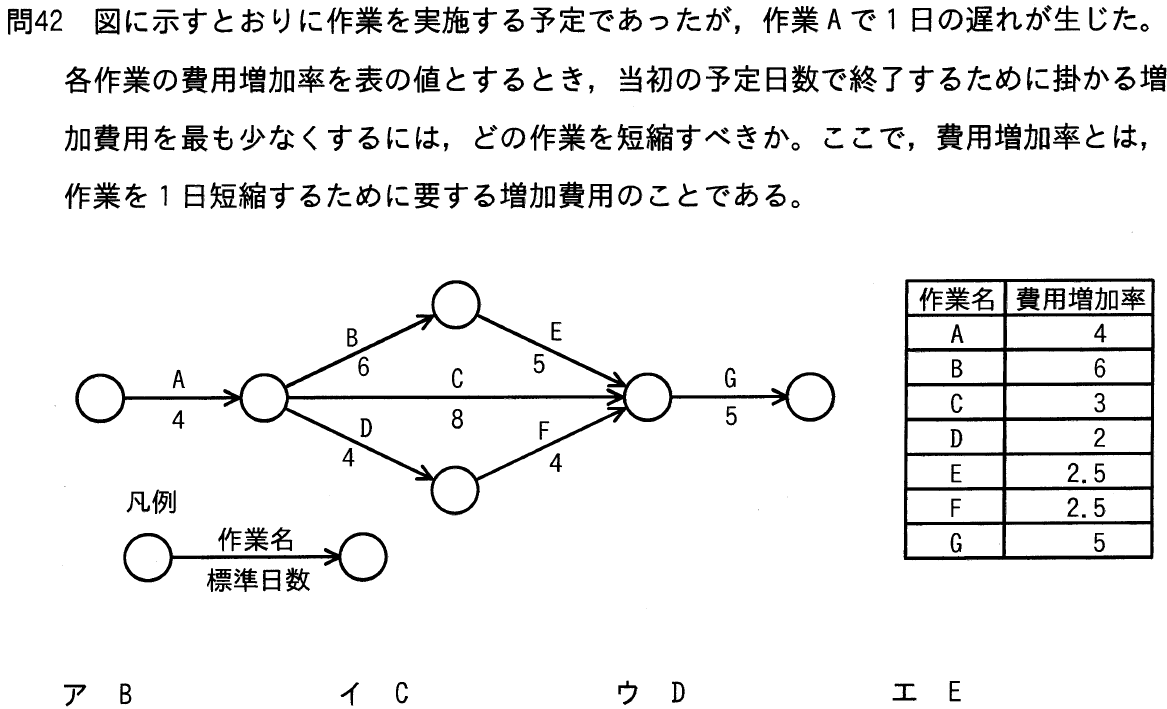 問42 図に示すとおりに作業を実施する予定であったが，作業Aで1日の遅れが生じた。
各作業の費用増加率を表の値とするとき，当初の予定日数で終了するために掛かる増
加費用を最も少なくするには，どの作業を短縮すべきか。ここで，費用増加率とは，
作業を1日短縮するために要する増加費用のことである。
A
4
B
6
E
5
C
8
D
4
F
4
G
5
凡例
作業名
標準日数
作業名 費用増加率
A 4
B 6
C 3
D 2
E 2.5
F 2.5
G 5
ア B イ C ウ D エ E